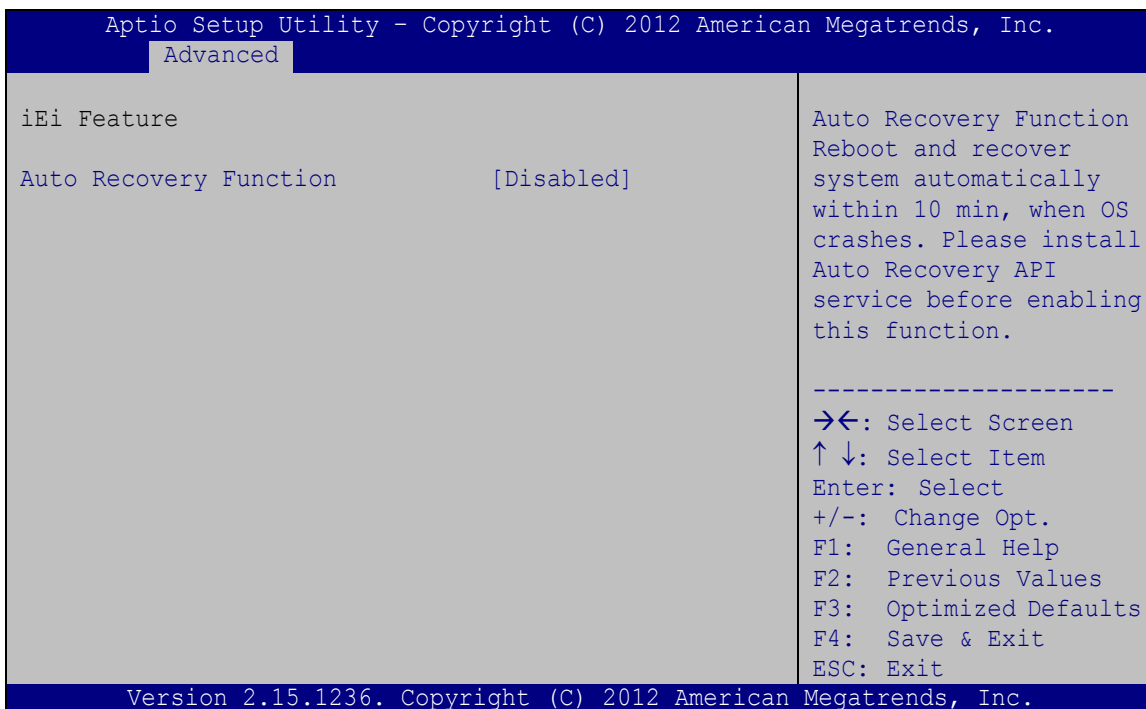 Aptio Setup Utility – Copyright (C) 2012 American Megatrends, Inc.
Advanced
iEi Feature
Auto Recovery Function [Disabled]
Auto Recovery Function
Reboot and recover
system automatically
within 10 min, when OS
crashes. Please install
Auto Recovery API
service before enabling
this function.
---------------------
→←: Select Screen
↑ ↓: Select Item
Enter: Select
+/-: Change Opt.
F1: General Help
F2: Previous Values
F3: Optimized Defaults
F4: Save & Exit
ESC: Exit
Version 2.15.1236. Copyright (C) 2012 American Megatrends, Inc.